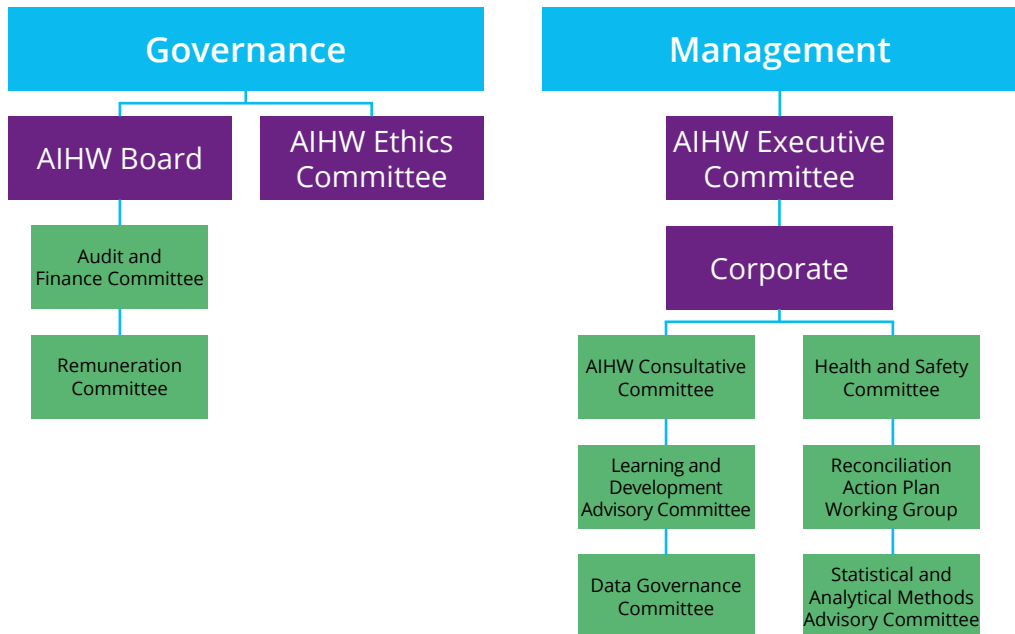 Governance
AIHW Board
AIHW Ethics
Committee
Audit and
Finance Committee
Remuneration
Committee
Management
AIHW Executive
Committee
Corporate
AIHW Consultative
Committee
Learning and
Development
Advisory Committee
Data Governance
Committee
Health and Safety
Committee
Reconciliation
Action Plan
Working Group
Statistical and
Analytical Methods
Advisory Committee